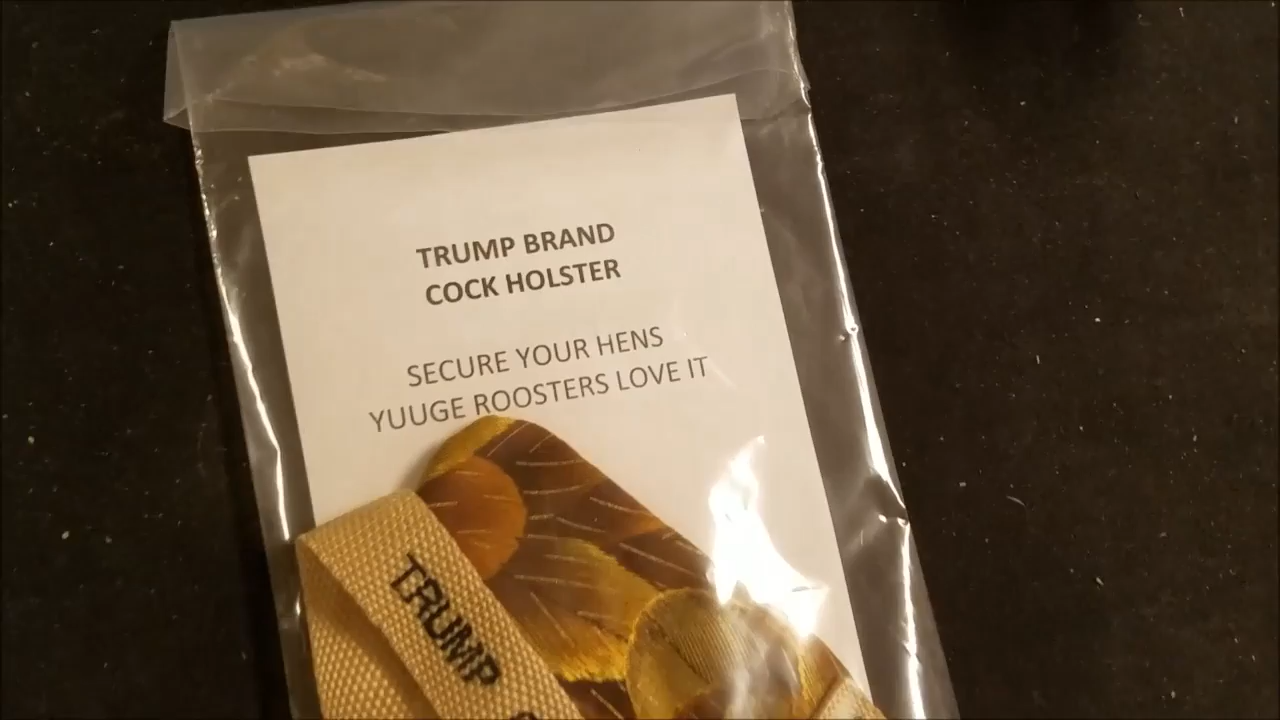 TRUMP BRAND
COCK HOLSTER
SECURE YOUR HENS
YUUGE ROOSTERS LOVE IT
TRUMP